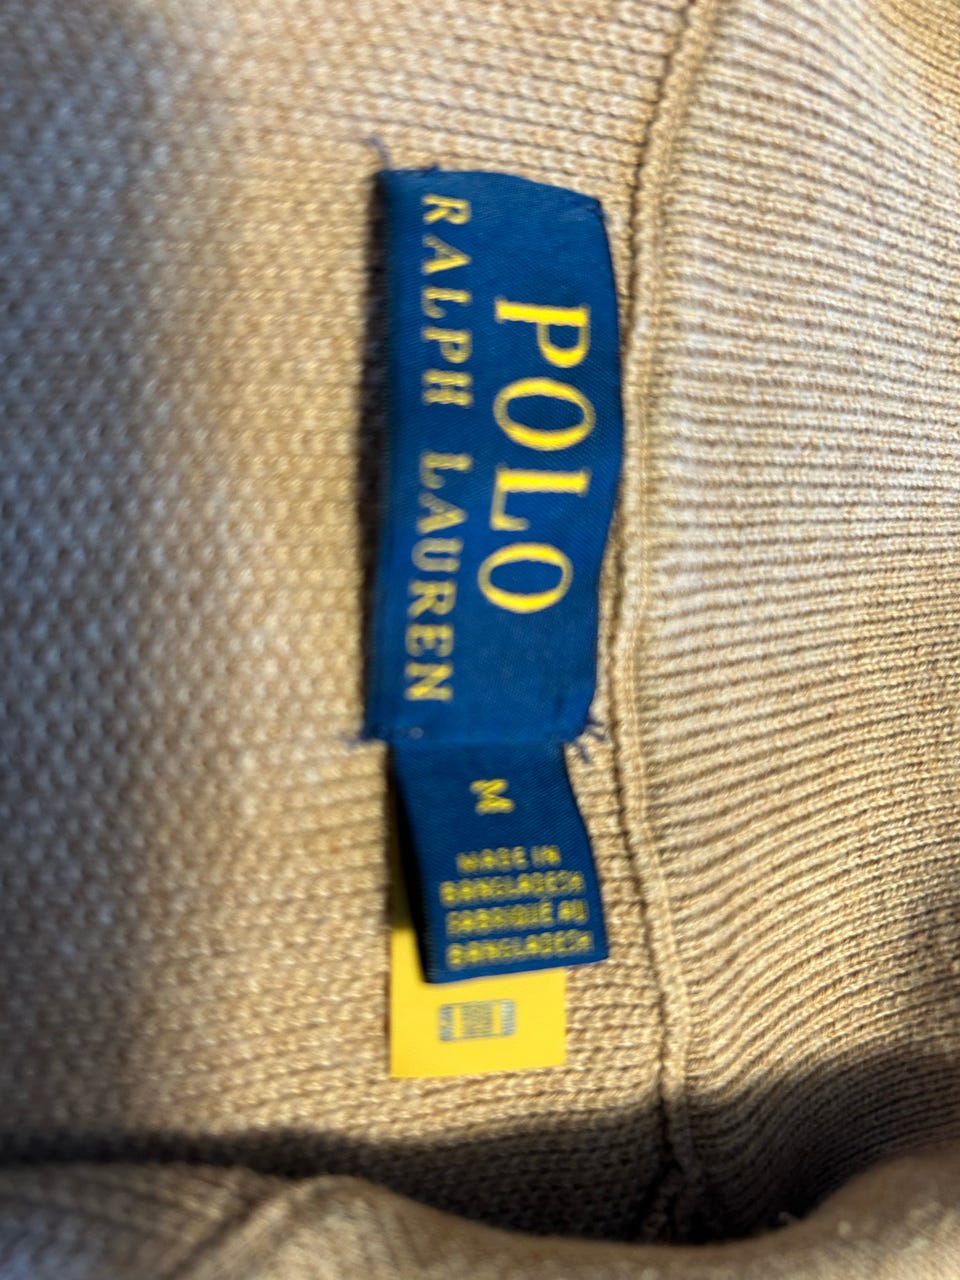 POLO
RALPH LAUREN
M
MADE IN
BANGLADESH
FABRIQUÉ AU
BANGLADESH